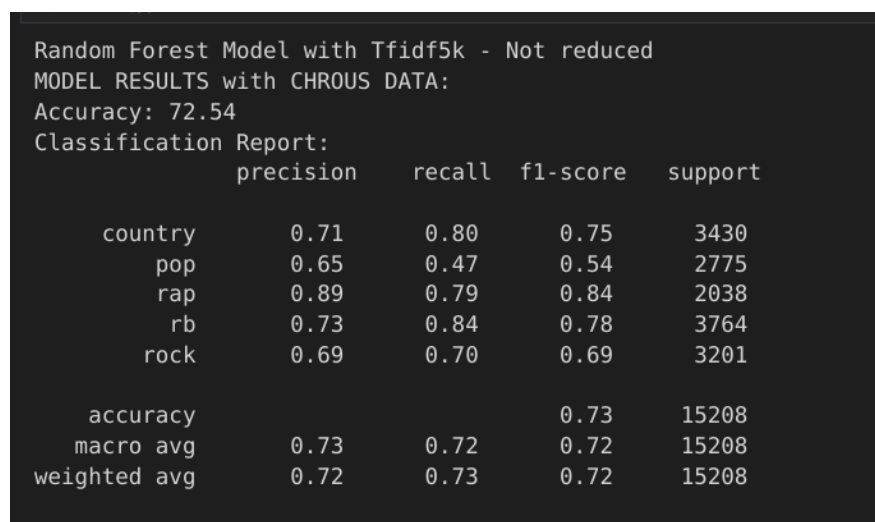 Random Forest Model with Tfidf5k - Not reduced
MODEL RESULTS with CHROUS DATA:
Accuracy: 72.54
Classification Report:
precision recall f1-score support
country 0.71 0.80 0.75 3430
pop 0.65 0.47 0.54 2775
rap 0.89 0.79 0.84 2038
rb 0.73 0.84 0.78 3764
rock 0.69 0.70 0.69 3201
accuracy 0.73 15208
macro avg 0.73 0.72 0.72 15208
weighted avg 0.72 0.73 0.72 15208